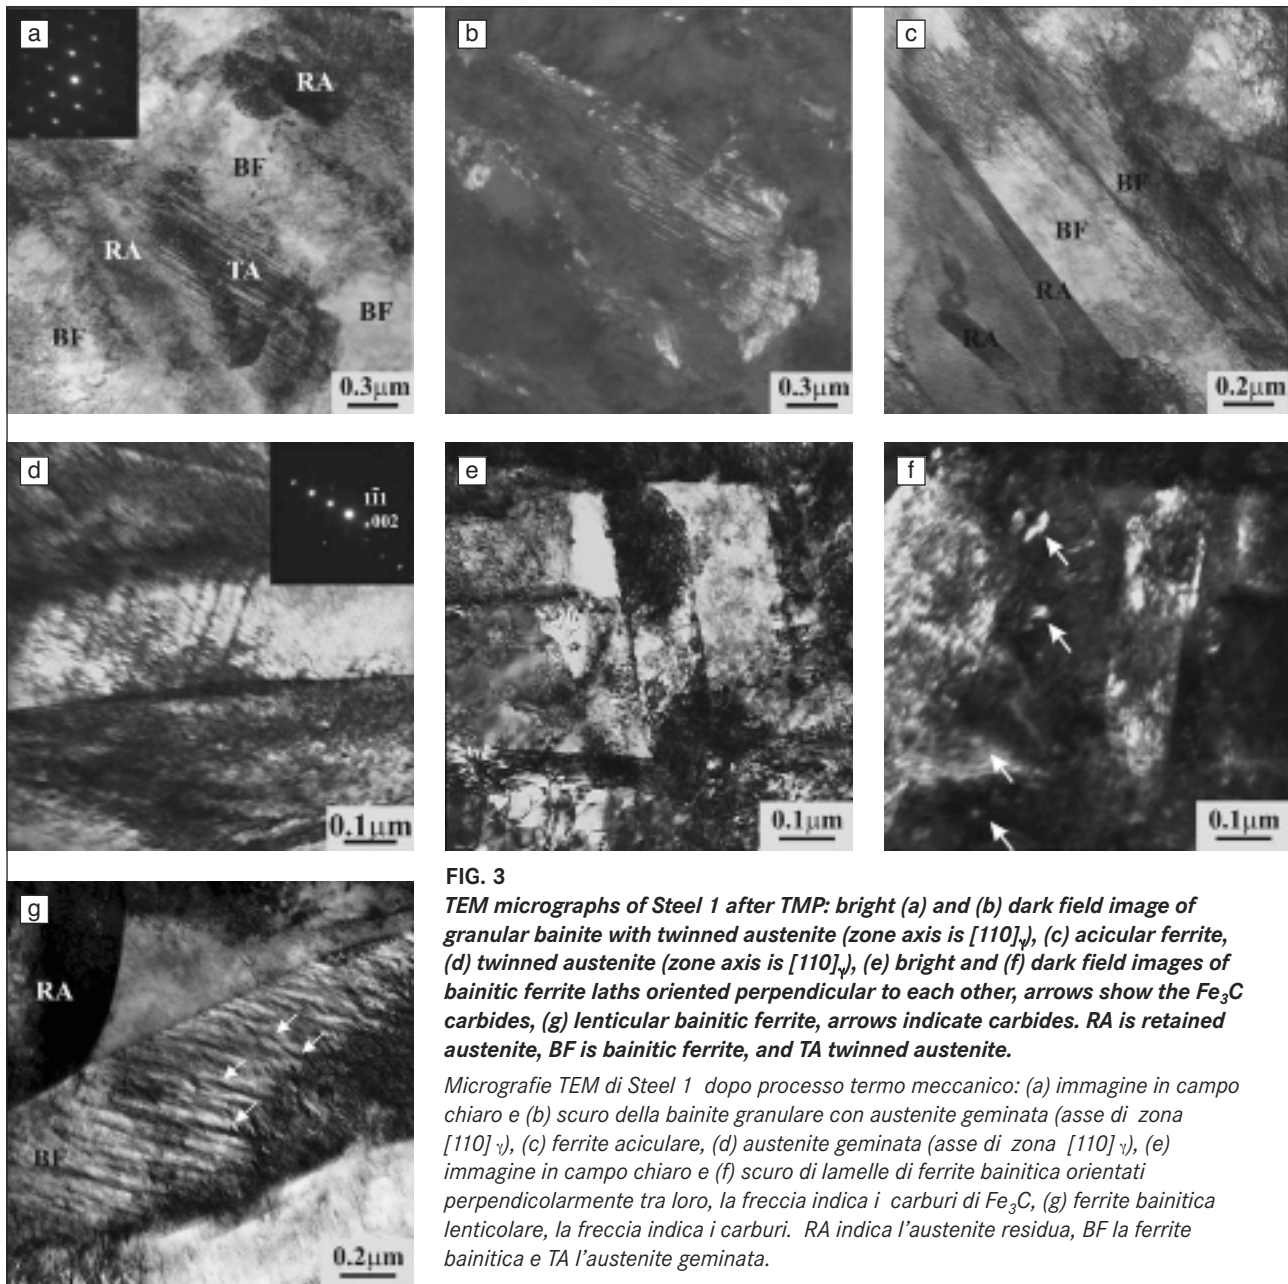 a
RA
BF
RA
TA
BF
BF
0.3μm
b
0.3μm
c
BF
BF
RA
RA
0.2μm
d
11̄1
002
0.1μm
e
0.1μm
f
0.1μm
g
RA
BF
0.2μm
FIG. 3
TEM micrographs of Steel 1 after TMP: bright (a) and (b) dark field image of
granular bainite with twinned austenite (zone axis is [110]γ), (c) acicular ferrite,
(d) twinned austenite (zone axis is [110]γ), (e) bright and (f) dark field images of
bainitic ferrite laths oriented perpendicular to each other, arrows show the Fe₃C
carbides, (g) lenticular bainitic ferrite, arrows indicate carbides. RA is retained
austenite, BF is bainitic ferrite, and TA twinned austenite.
Micrografie TEM di Steel 1 dopo processo termo meccanico: (a) immagine in campo
chiaro e (b) scuro della bainite granulare con austenite geminata (asse di zona
[110] γ), (c) ferrite aciculare, (d) austenite geminata (asse di zona [110] γ), (e)
immagine in campo chiaro e (f) scuro di lamelle di ferrite bainitica orientati
perpendicolarmente tra loro, la freccia indica i carburi di Fe₃C, (g) ferrite bainitica
lenticolare, la freccia indica i carburi. RA indica l'austenite residua, BF la ferrite
bainitica e TA l'austenite geminata.